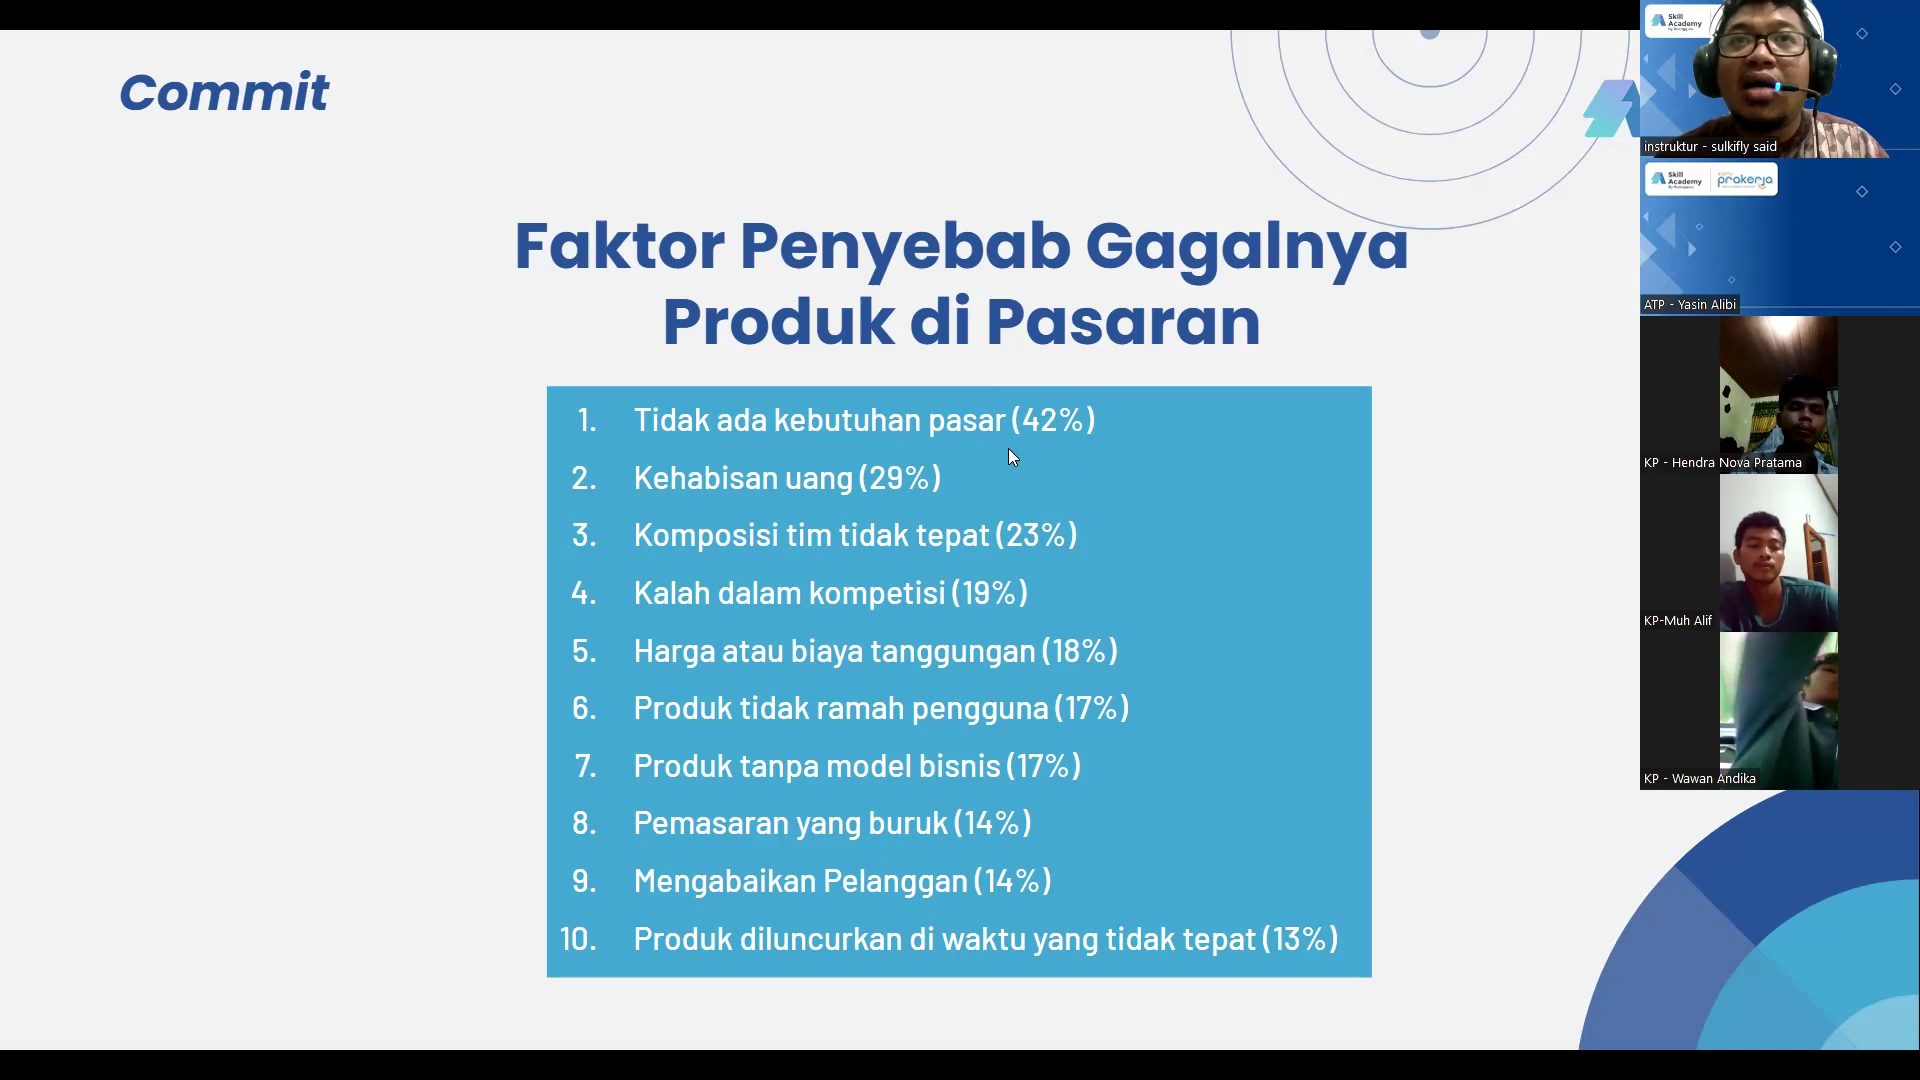 Commit
Faktor Penyebab Gagalnya
Produk di Pasaran
1. Tidak ada kebutuhan pasar (42%)
2. Kehabisan uang (29%)
3. Komposisi tim tidak tepat (23%)
4. Kalah dalam kompetisi (19%)
5. Harga atau biaya tanggungan (18%)
6. Produk tidak ramah pengguna (17%)
7. Produk tanpa model bisnis (17%)
8. Pemasaran yang buruk (14%)
9. Mengabaikan Pelanggan (14%)
10. Produk diluncurkan di waktu yang tidak tepat (13%)
Skill
Academy
instruktur - sulkifly said
Skill
Academy
prakerja
ATP - Yasin Alibi
KP - Hendra Nova Pratama
KP-Muh Alif
KP - Wawan Andika